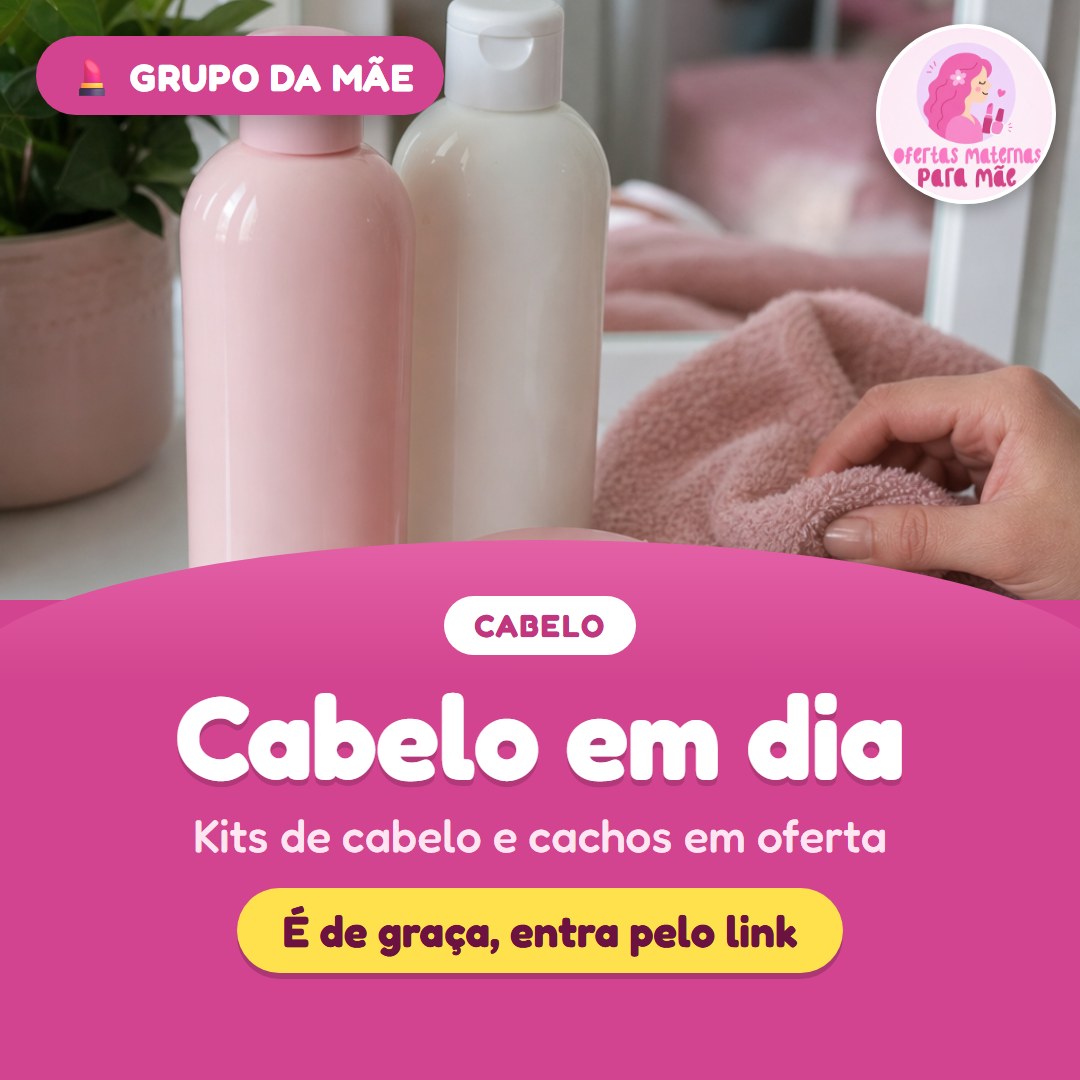 GRUPO DA MÃE
ofertas maternas
para mãe
CABELO
Cabelo em dia
Kits de cabelo e cachos em oferta
É de graça, entra pelo link